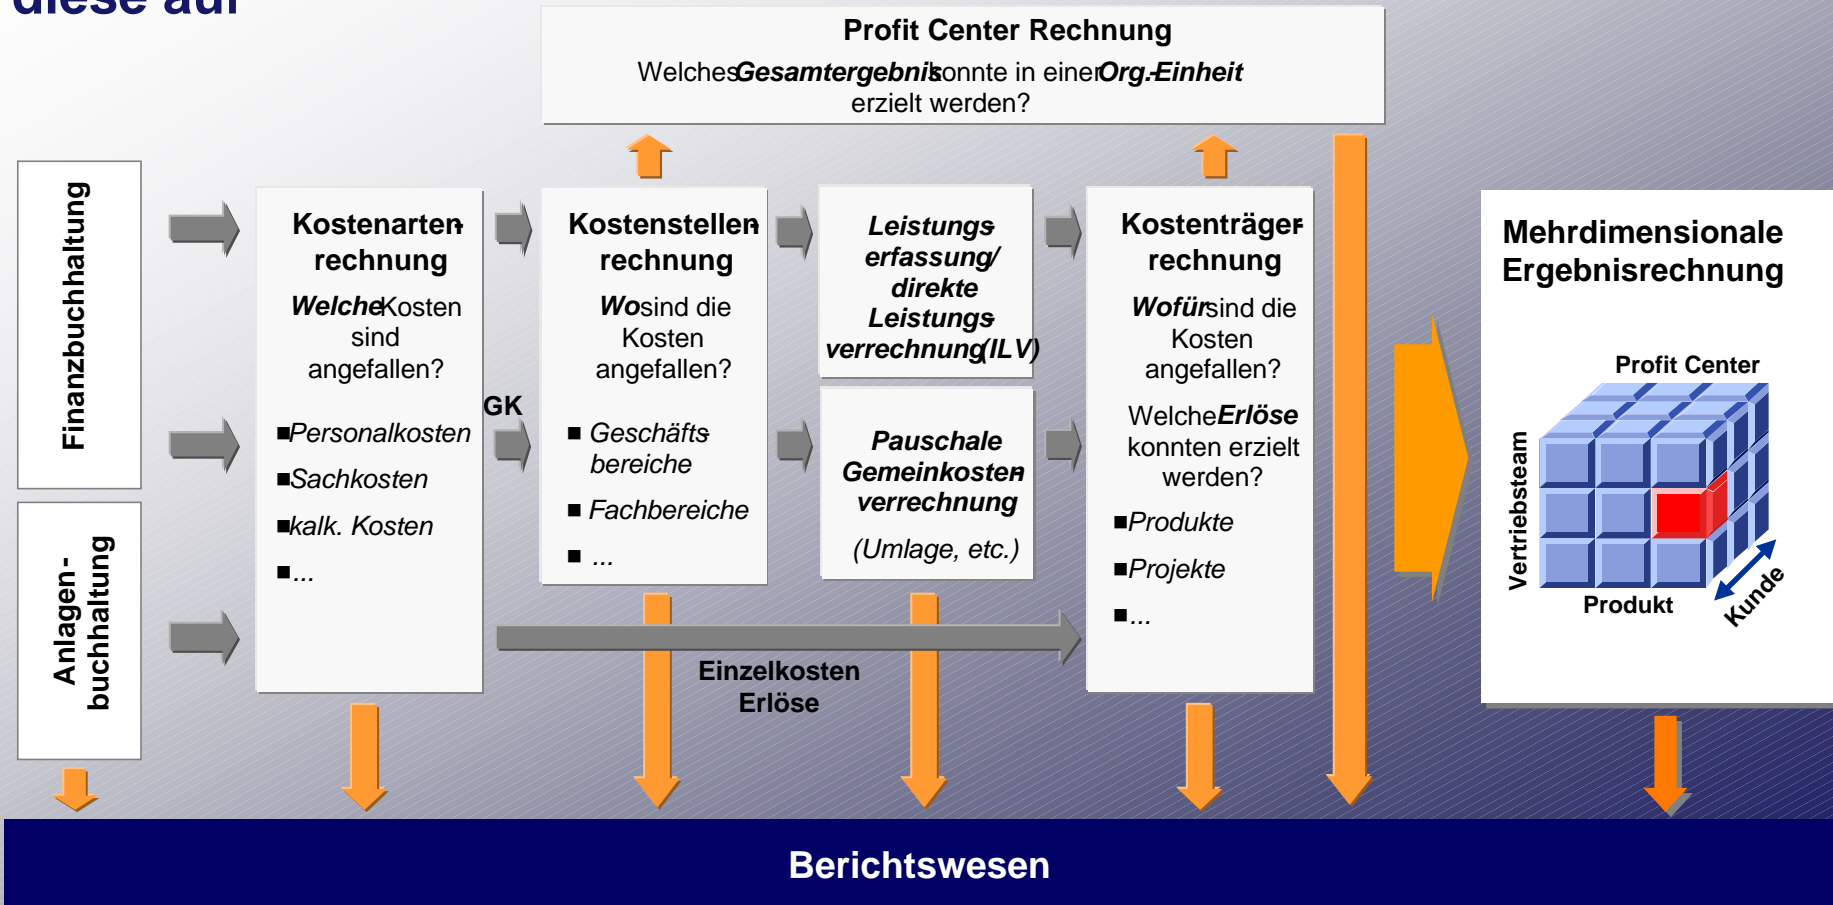 diese auf
Profit Center Rechnung
Welches Gesamtergebnis konnte in einer Org.-Einheit
erzielt werden?
Finanzbuchhaltung
Anlagen-
buchhaltung
Kostenarten-
rechnung
Welche Kosten
sind
angefallen?
■Personalkosten
■Sachkosten
■kalk. Kosten
■...
GK
Kostenstellen-
rechnung
Wo sind die
Kosten
angefallen?
■ Geschäfts-
bereiche
■ Fachbereiche
■ ...
Leistungs-
erfassung/
direkte
Leistungs-
verrechnung (ILV)
Pauschale
Gemeinkosten-
verrechnung
(Umlage, etc.)
Einzelkosten
Erlöse
Kostenträger-
rechnung
Wofür sind die
Kosten
angefallen?
Welche Erlöse
konnten erzielt
werden?
■Produkte
■Projekte
■...
Mehrdimensionale
Ergebnisrechnung
Profit Center
Vertriebsteam
Produkt
Kunde
Berichtswesen